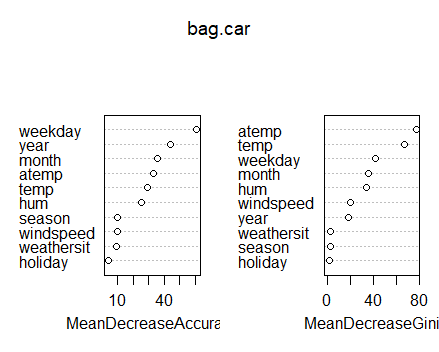 bag.car
weekday
year
month
atemp
temp
hum
season
windspeed
weathersit
holiday
10 40
MeanDecreaseAccura
atemp
temp
weekday
month
hum
windspeed
year
weathersit
season
holiday
0 40 80
MeanDecreaseGini